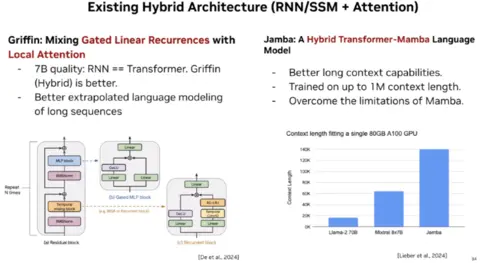 Existing Hybrid Architecture (RNN/SSM + Attention)
Griffin: Mixing Gated Linear Recurrences with
Local Attention
- 7B quality: RNN == Transformer. Griffin
(Hybrid) is better.
- Better extrapolated language modeling
of long sequences
Repeat
N times
MLP block
RMSNorm
Temporal
mixing block
RMSNorm
(a) Residual block
Linear
GeLU
Linear
Linear
(b) Gated MLP block
(e.g. MQA or Recurrent block)
Linear
GeLU
RG-LRU
Temporal
Linear
Linear
(c) Recurrent block
[De et al., 2024]
Jamba: A Hybrid Transformer-Mamba Language
Model
- Better long context capabilities.
- Trained on up to 1M context length.
- Overcome the limitations of Mamba.
Context length fitting a single 80GB A100 GPU
Context Length
140K
120K
100K
80K
60K
40K
20K
0K
Llama-2 70B
Mixtral 8x7B
Jamba
[Lieber et al., 2024]